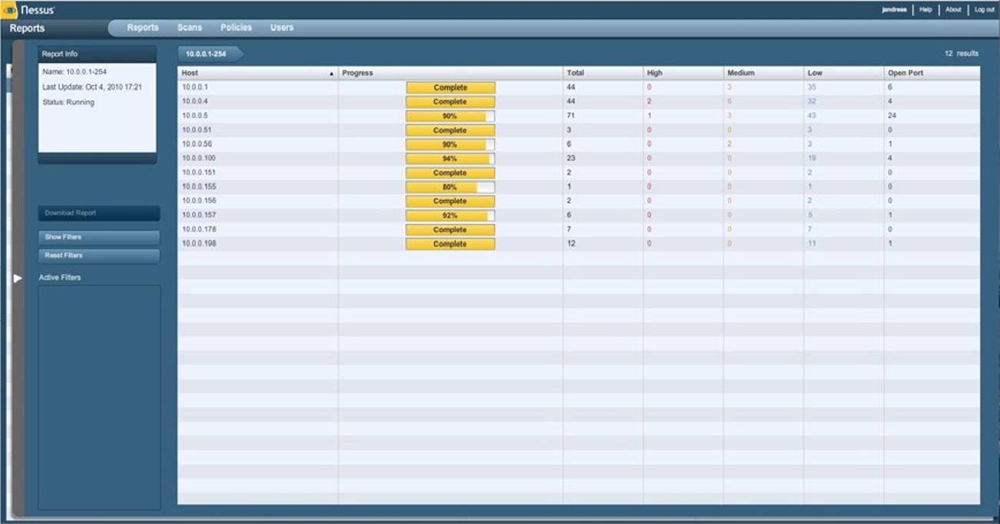 Nessus®
jandress | Help | About | Log out
Reports Reports Scans Policies Users
Report Info
Name: 10.0.0.1-254
Last Update: Oct 4, 2010 17:21
Status: Running
Download Report
Show Filters
Reset Filters
Active Filters
10.0.0.1-254 12 results
Host Progress Total High Medium Low Open Port
10.0.0.1 Complete 44 0 3 35 6
10.0.0.4 Complete 44 2 6 32 4
10.0.0.5 90% 71 1 3 43 24
10.0.0.51 Complete 3 0 0 3 0
10.0.0.56 90% 6 0 2 3 1
10.0.0.100 94% 23 0 0 19 4
10.0.0.151 Complete 2 0 0 2 0
10.0.0.155 80% 1 0 0 1 0
10.0.0.156 Complete 2 0 0 2 0
10.0.0.157 92% 6 0 0 5 1
10.0.0.178 Complete 7 0 0 7 0
10.0.0.198 Complete 12 0 0 11 1